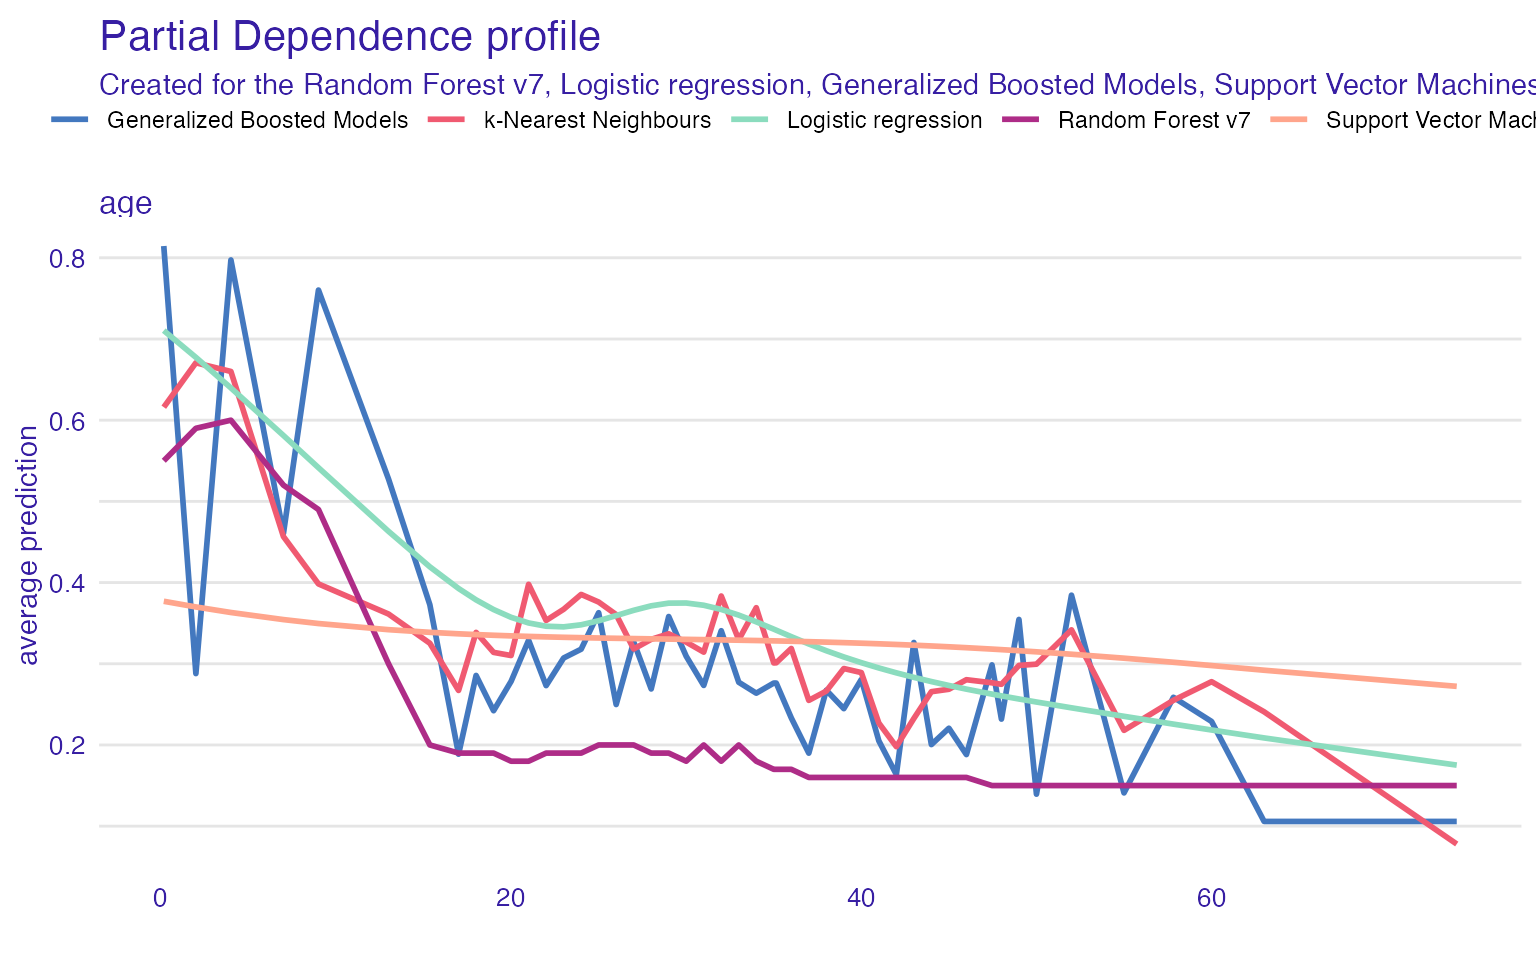 Partial Dependence profile
Created for the Random Forest v7, Logistic regression, Generalized Boosted Models, Support Vector Machines
Generalized Boosted Models k-Nearest Neighbours Logistic regression Random Forest v7 Support Vector
age
0.8
0.6
0.4
0.2
average prediction
0 20 40 60